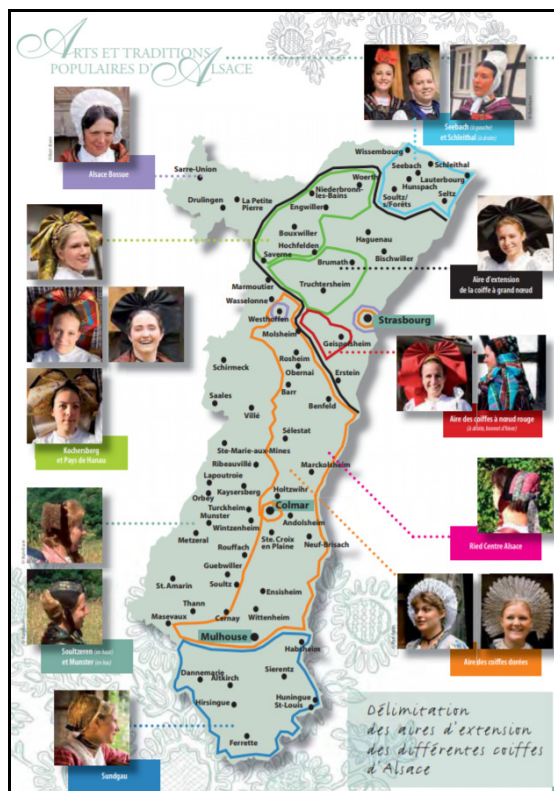 ARTS ET TRADITIONS
POPULAIRES D'ALSACE
Alsace Bossue
Seebach (à gauche)
et Schleithal (à droite)
Wissembourg
Seebach
Schleithal
Hunspach
Lauterbourg
Soultz
s/Forêts
Seltz
Sarre-Union
Drulingen
La Petite
Pierre
Woerth
Niederbronn-
les-Bains
Engwiller
Bouxwiller
Haguenau
Hochfelden
Bischwiller
Saverne
Brumath
Aire d'extension
de la coiffe à grand nœud
Marmoutier
Truchtersheim
Wasselonne
Westhoffen
Strasbourg
Molsheim
Geispolsheim
Rosheim
Obernai
Schirmeck
Erstein
Barr
Aire des coiffes à nœud rouge
(à droite, bonnet d'hiver)
Saales
Benfeld
Villé
Kochersberg
et Pays de Hanau
Sélestat
Ste-Marie-aux-Mines
Ribeauvillé
Marckolsheim
Lapoutroie
Kaysersberg
Holtzwihr
Orbey
Colmar
Turckheim
Munster
Andolsheim
Wintzenheim
Metzeral
Ste. Croix
en Plaine
Neuf-Brisach
Ried Centre Alsace
Rouffach
Guebwiller
St. Amarin
Soultz
Ensisheim
Thann
Cernay
Wittenheim
Masevaux
Soultzeren (en haut)
et Munster (en bas)
Mulhouse
Habsheim
Aire des coiffes dorées
Dannemarie
Altkirch
Sierentz
Hirsingue
Huningue
St-Louis
Ferrette
Sundgau
Délimitation
des aires d'extension
des différentes coiffes
d'Alsace